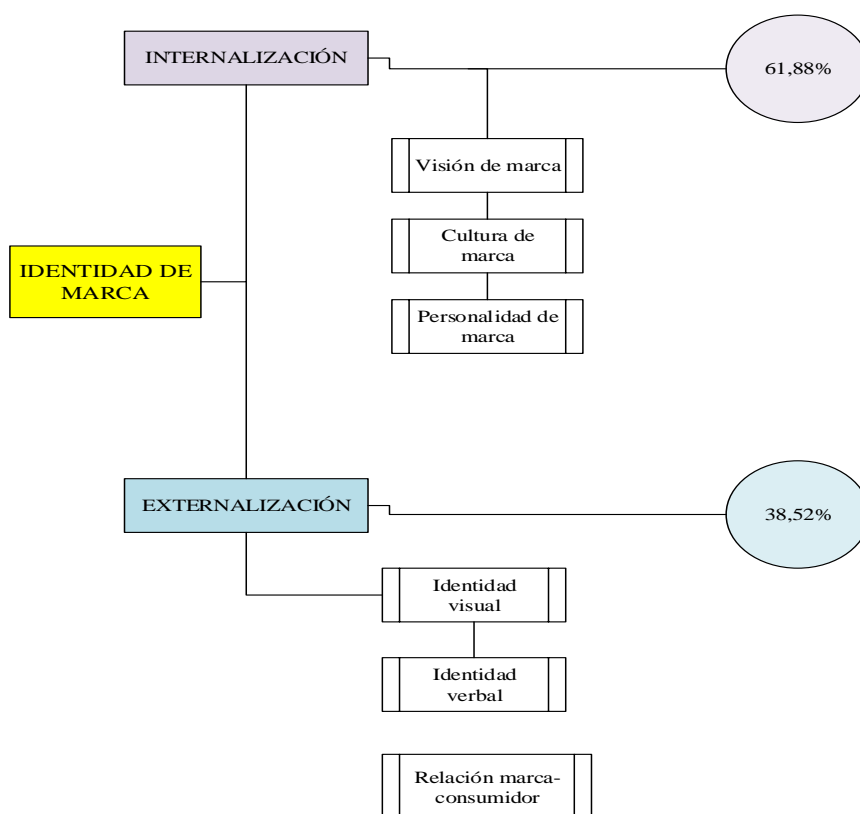 INTERNALIZACIÓN
61,88%
Visión de marca
Cultura de
marca
IDENTIDAD DE
MARCA
Personalidad de
marca
EXTERNALIZACIÓN
38,52%
Identidad
visual
Identidad
verbal
Relación marca-
consumidor